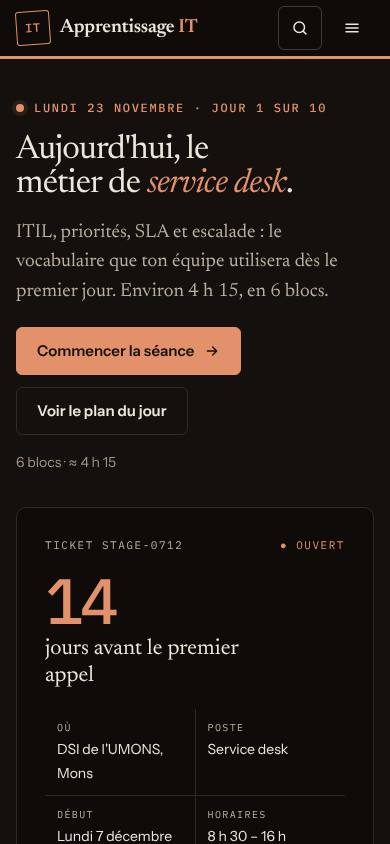 IT Apprentissage IT
LUNDI 23 NOVEMBRE · JOUR 1 SUR 10
Aujourd'hui, le
métier de service desk.
ITIL, priorités, SLA et escalade : le
vocabulaire que ton équipe utilisera dès le
premier jour. Environ 4 h 15, en 6 blocs.
Commencer la séance →
Voir le plan du jour
6 blocs · ≈ 4 h 15
TICKET STAGE-0712
• OUVERT
14
jours avant le premier
appel
OÙ
DSI de l'UMONS,
Mons
POSTE
Service desk
DÉBUT
Lundi 7 décembre
HORAIRES
8 h 30 – 16 h